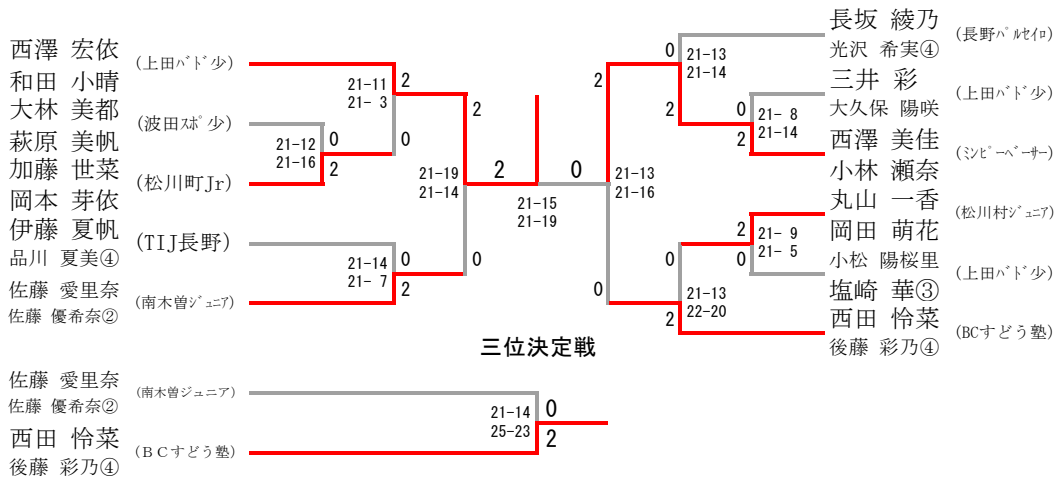 西澤 宏依
(上田ﾊﾞﾄﾞ少)
和田 小晴
大林 美都
(波田ｽﾎﾟ少)
萩原 美帆
加藤 世菜
(松川町Jr)
岡本 芽依
伊藤 夏帆
(TIJ長野)
品川 夏美④
佐藤 愛里奈
(南木曽ｼﾞｭﾆｱ)
佐藤 優希奈②
21-11
21- 3
2
0
21-12
21-16
0
2
21-14
21- 7
0
2
21-19
21-14
2
0
2
0
21-15
21-19
長坂 綾乃
(長野ﾊﾟﾙｾｲﾛ)
光沢 希実④
三井 彩
(上田ﾊﾞﾄﾞ少)
大久保 陽咲
西澤 美佳
(ﾐﾝﾋﾟｰﾍﾞｰｻｰ)
小林 瀬奈
丸山 一香
(松川村ｼﾞｭﾆｱ)
岡田 萌花
小松 陽桜里
(上田ﾊﾞﾄﾞ少)
塩崎 華③
西田 怜菜
(BCすどう塾)
後藤 彩乃④
0
21-13
21-14
2
0
21- 8
21-14
2
2
21- 9
21- 5
0
0
21-13
22-20
2
2
21-13
21-16
0
三位決定戦
佐藤 愛里奈
(南木曽ジュニア)
佐藤 優希奈②
西田 怜菜
(ＢＣすどう塾)
後藤 彩乃④
21-14
25-23
0
2